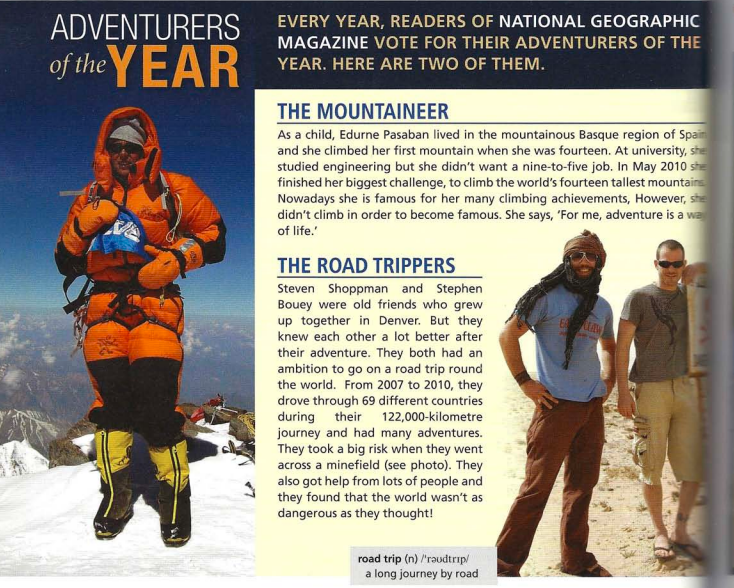 ADVENTURERS
of the YEAR
EVERY YEAR, READERS OF NATIONAL GEOGRAPHIC
MAGAZINE VOTE FOR THEIR ADVENTURERS OF THE
YEAR. HERE ARE TWO OF THEM.
THE MOUNTAINEER
As a child, Edurne Pasaban lived in the mountainous Basque region of Spain
and she climbed her first mountain when she was fourteen. At university, she
studied engineering but she didn't want a nine-to-five job. In May 2010 she
finished her biggest challenge, to climb the world's fourteen tallest mountains.
Nowadays she is famous for her many climbing achievements, However, she
didn't climb in order to become famous. She says, 'For me, adventure is a way
of life.'
THE ROAD TRIPPERS
Steven Shoppman and Stephen
Bouey were old friends who grew
up together in Denver. But they
knew each other a lot better after
their adventure. They both had an
ambition to go on a road trip round
the world. From 2007 to 2010, they
drove through 69 different countries
during their 122,000-kilometre
journey and had many adventures.
They took a big risk when they went
across a minefield (see photo). They
also got help from lots of people and
they found that the world wasn't as
dangerous as they thought!
road trip (n) /ˈrəʊdtrɪp/
a long journey by road